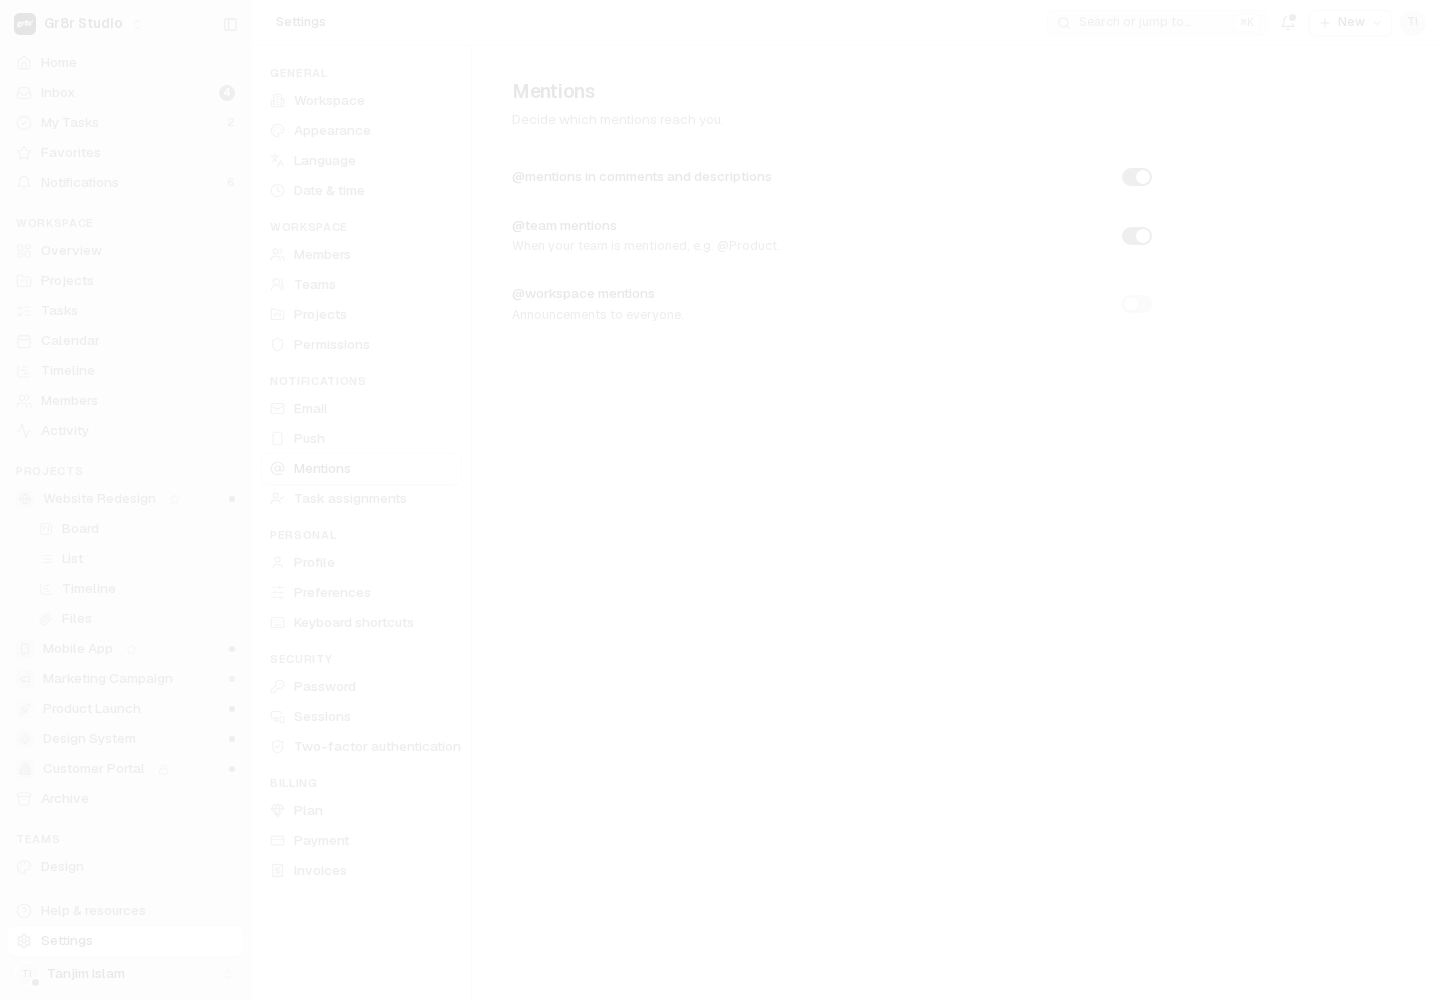 gr8r
Gr8r Studio
Home
Inbox 4
My Tasks 2
Favorites
Notifications 6
WORKSPACE
Overview
Projects
Tasks
Calendar
Timeline
Members
Activity
PROJECTS
Website Redesign
Board
List
Timeline
Files
Mobile App
Marketing Campaign
Product Launch
Design System
Customer Portal
Archive
TEAMS
Design
Help & resources
Settings
TI Tanjim Islam
Settings
Search or jump to... ⌘K
New
TI
GENERAL
Workspace
Appearance
Language
Date & time
WORKSPACE
Members
Teams
Projects
Permissions
NOTIFICATIONS
Email
Push
Mentions
Task assignments
PERSONAL
Profile
Preferences
Keyboard shortcuts
SECURITY
Password
Sessions
Two-factor authentication
BILLING
Plan
Payment
Invoices
Mentions
Decide which mentions reach you.
@mentions in comments and descriptions
@team mentions
When your team is mentioned, e.g. @Product.
@workspace mentions
Announcements to everyone.